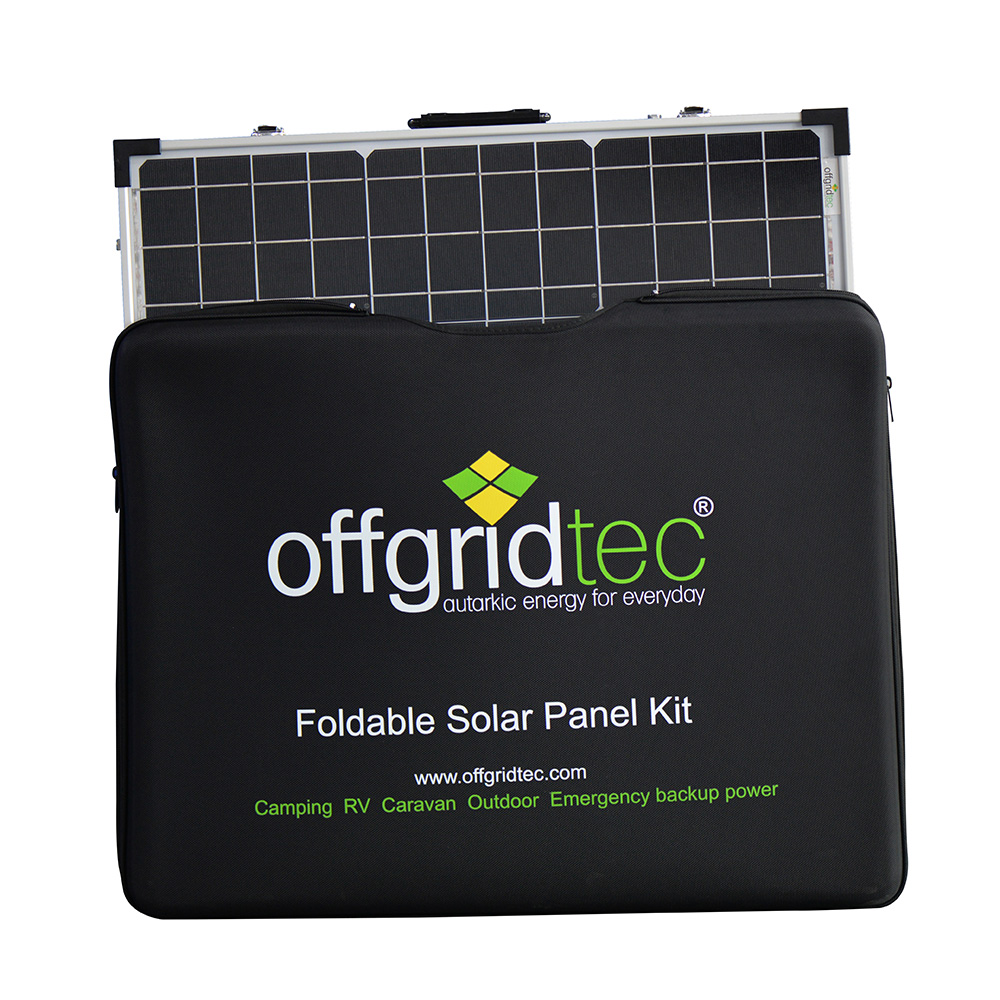 offgridtec
offgridtec®
autarkic energy for everyday
Foldable Solar Panel Kit
www.offgridtec.com
Camping RV Caravan Outdoor Emergency backup power